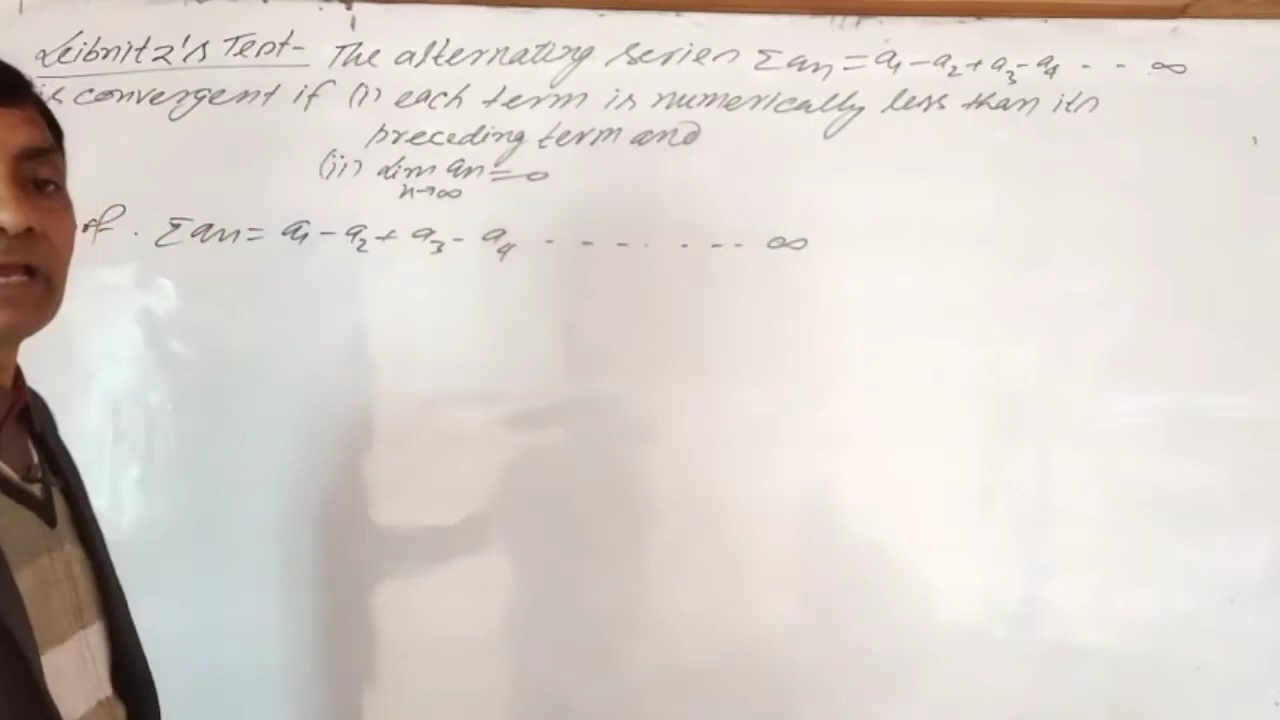 Leibnitz's Test- The alternating series Σan = a1 - a2 + a3 - a4 - - ∞
is convergent if (i) each term is numerically less than its
preceding term and
(ii) Lim an = 0
n→∞
Σan = a1 - a2 + a3 - a4 - - - - - - - ∞